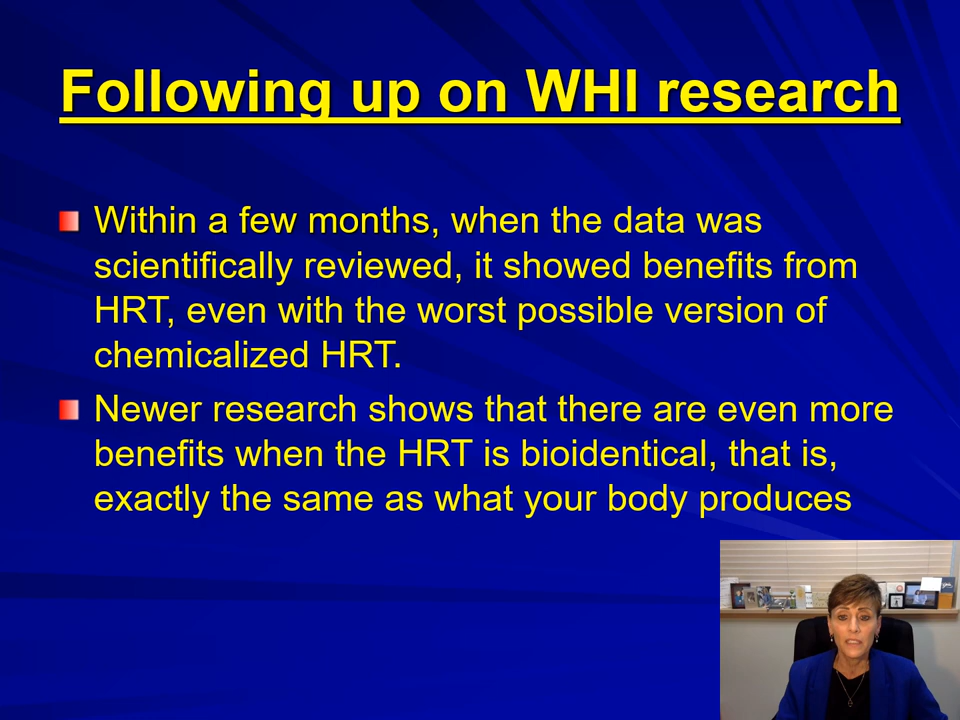 Following up on WHI research
Within a few months, when the data was
scientifically reviewed, it showed benefits from
HRT, even with the worst possible version of
chemicalized HRT.
Newer research shows that there are even more
benefits when the HRT is bioidentical, that is,
exactly the same as what your body produces